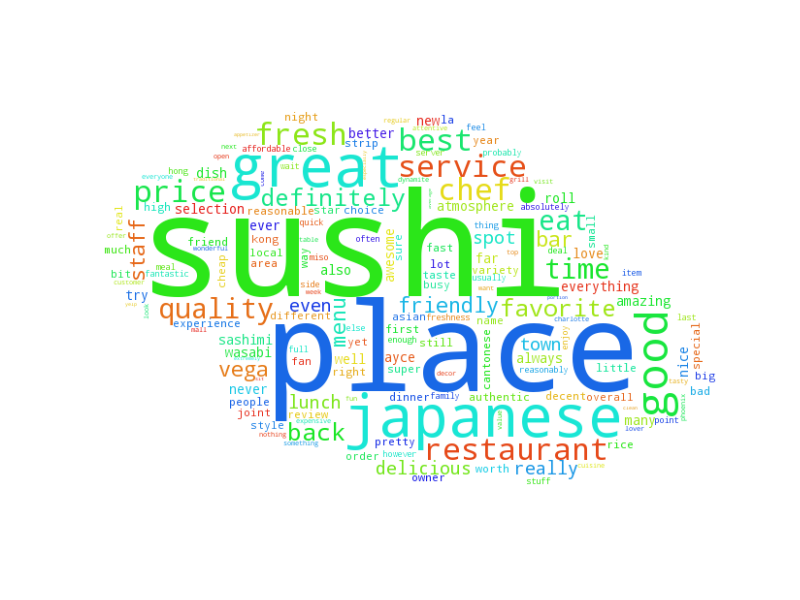 night
regular
new la
fresh
best
attentive
feel
appetizer
better
strip
year
next
affordable close
server
probably
open
great
service
everyone
hong dish
wait
dynamite
grill
visit
price
definitely
chef
absolutely
roll
real
high selection reasonable star choice
atmosphere
eat
small
offer
friend
ever
quick
often
awesome
sure
fast
spot
bar
thing
love
deal
wonderful
staff
much
local
kong
way
table
also
far
top
kind
bit
fantastic
meal
cheap
area
side
miso
lot
taste
busy
variety
usually
time
everything
customer
sushi
try
week
want
item
quality
even
menu
friendly
favorite
amazing
portion
mall
experience
different
asian freshness
name
charlotte
last
look
sashimi
else
first
enough
still
cantonese
town
enjoy
place
good
wasabi
full
yet
ayce
always
nice
special
vega
fan
well
right
super
decor
reasonably
little
tasty
big
never
lunch
dinner family
authentic
decent overall
bad
people
fun
value
japanese
phoenix
joint
expensive
review
lover
many point
style
nothing
back
pretty
restaurant
something
order
however
rice
delicious
worth
really
cuisine
owner
stuff